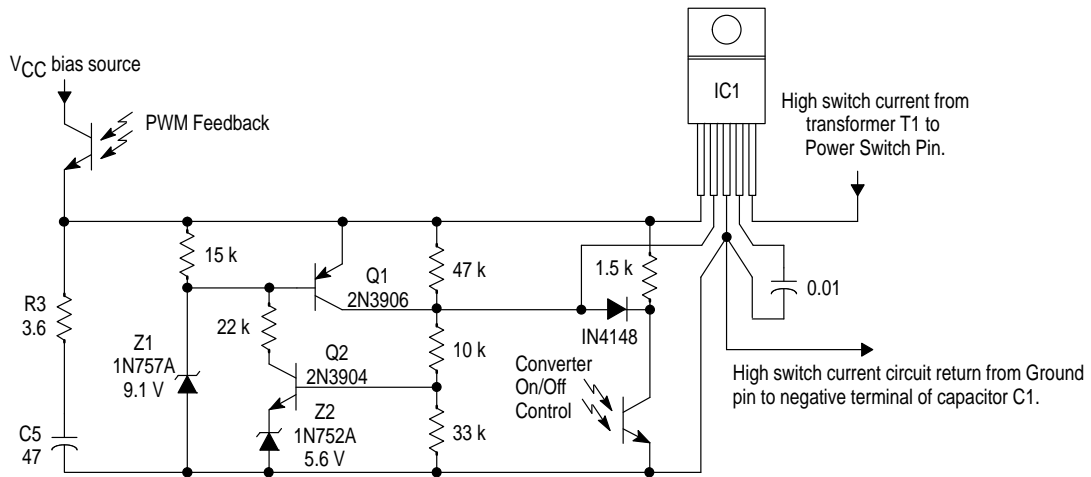 VCC bias source
PWM Feedback
IC1
High switch current from
transformer T1 to
Power Switch Pin.
15 k
Q1
2N3906
47 k
1.5 k
0.01
R3
3.6
22 k
Z1
1N757A
9.1 V
Q2
2N3904
10 k
IN4148
Converter
On/Off
Control
High switch current circuit return from Ground
pin to negative terminal of capacitor C1.
Z2
1N752A
5.6 V
33 k
C5
47